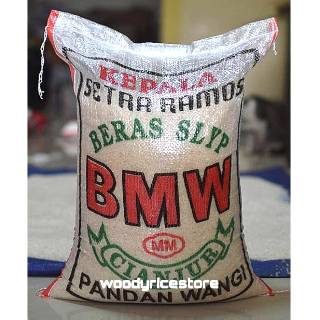 KEPALA
SETRA RAMOS
BERAS SLYP
BMW
MM
CIANJUR
PANDAN WANGI
woodyricestore